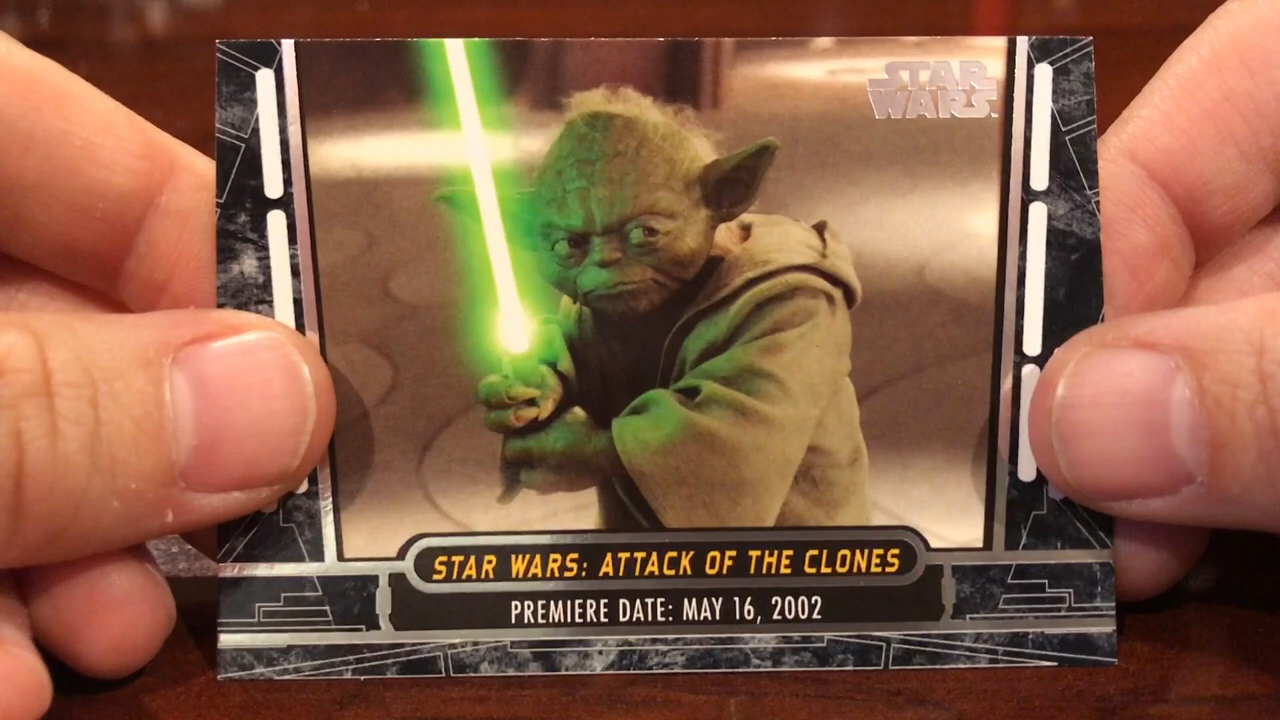 STAR
WARS
STAR WARS: ATTACK OF THE CLONES
PREMIERE DATE: MAY 16, 2002